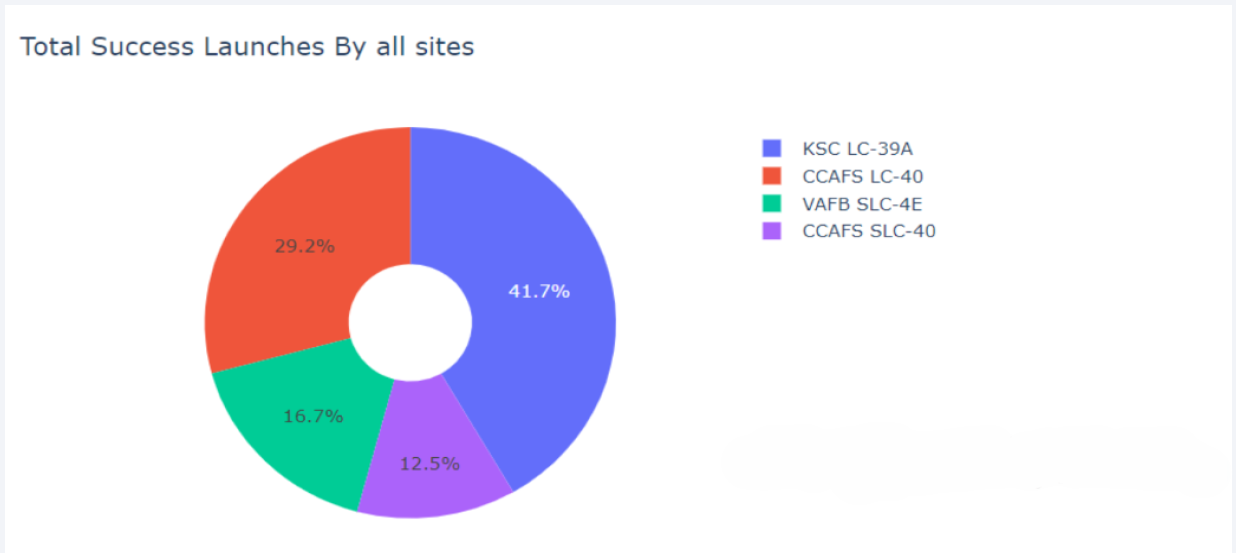 Total Success Launches By all sites
KSC LC-39A
CCAFS LC-40
VAFB SLC-4E
CCAFS SLC-40
29.2%
41.7%
16.7%
12.5%